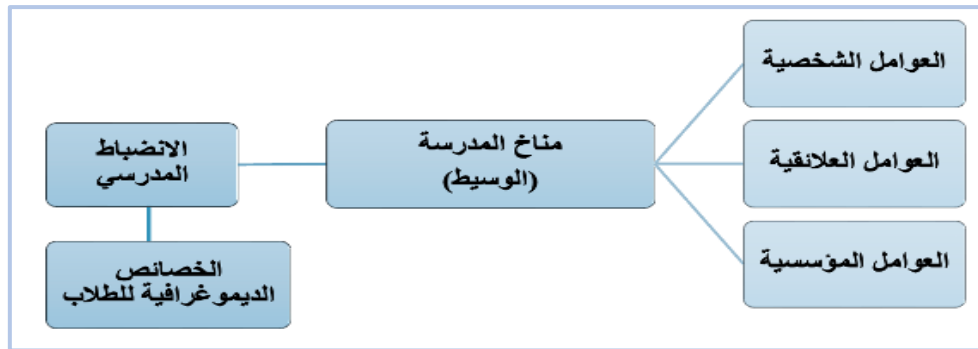 العوامل الشخصية
العوامل العلائقية
العوامل المؤسسية
مناخ المدرسة
(الوسيط)
الانضباط
المدرسي
الخصائص
الديموغرافية للطلاب